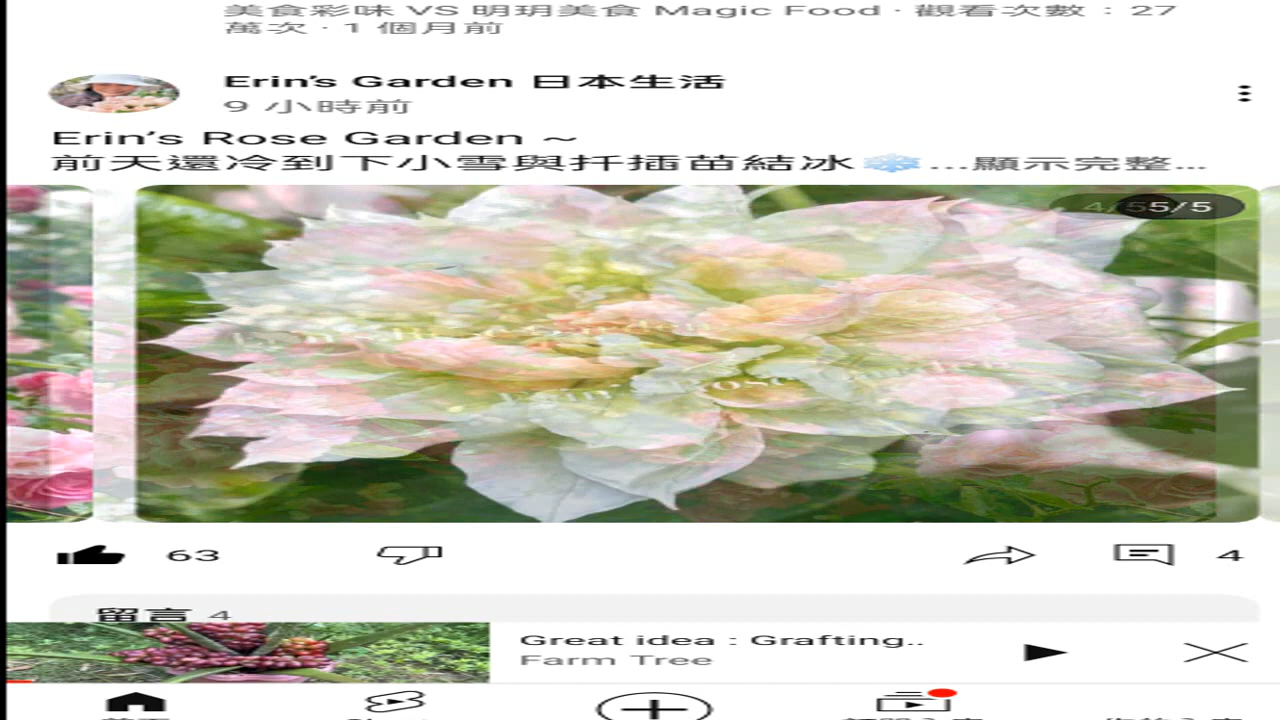 美食彩味 VS 明玥美食 Magic Food · 觀看次數：27
萬次 · 1 個月前
Erin's Garden 日本生活
9 小時前
Erin's Rose Garden ~
前天還冷到下小雪與扦插苗結冰❄️...顯示完整...
5/5
63
4
留言 4
Great idea : Grafting..
Farm Tree